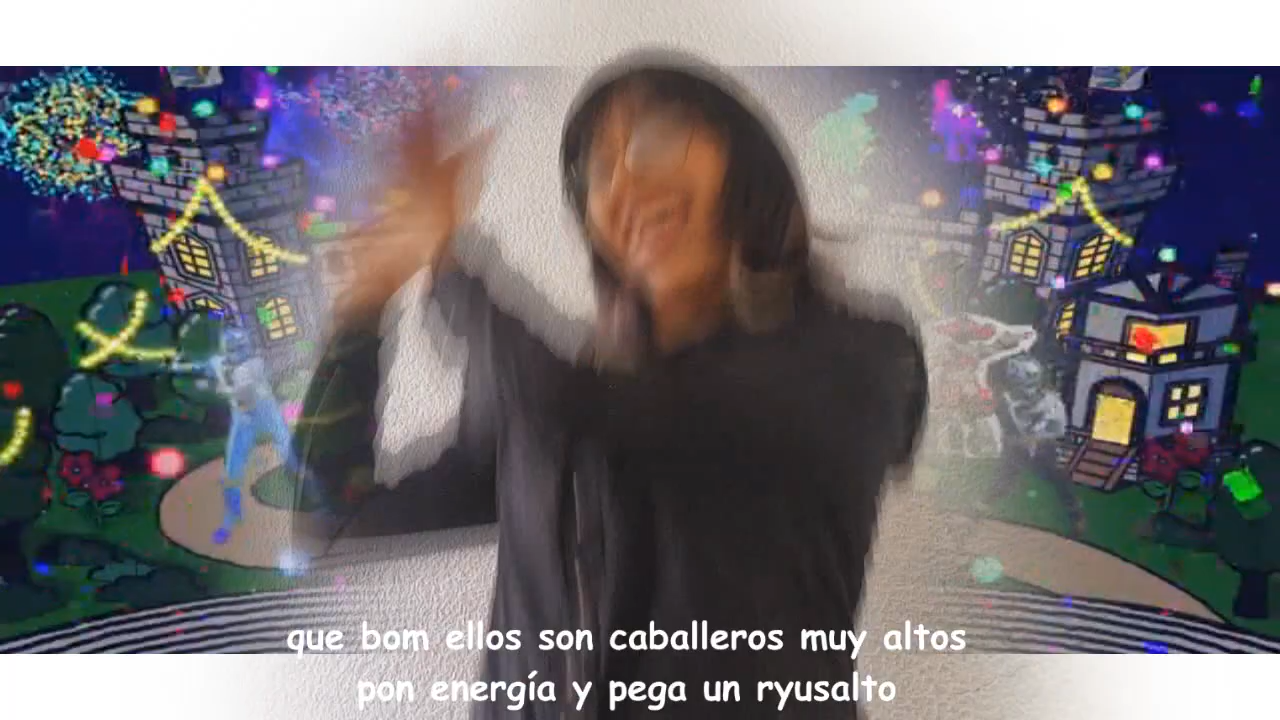 que bom ellos son caballeros muy altos
pon energía y pega un ryusalto